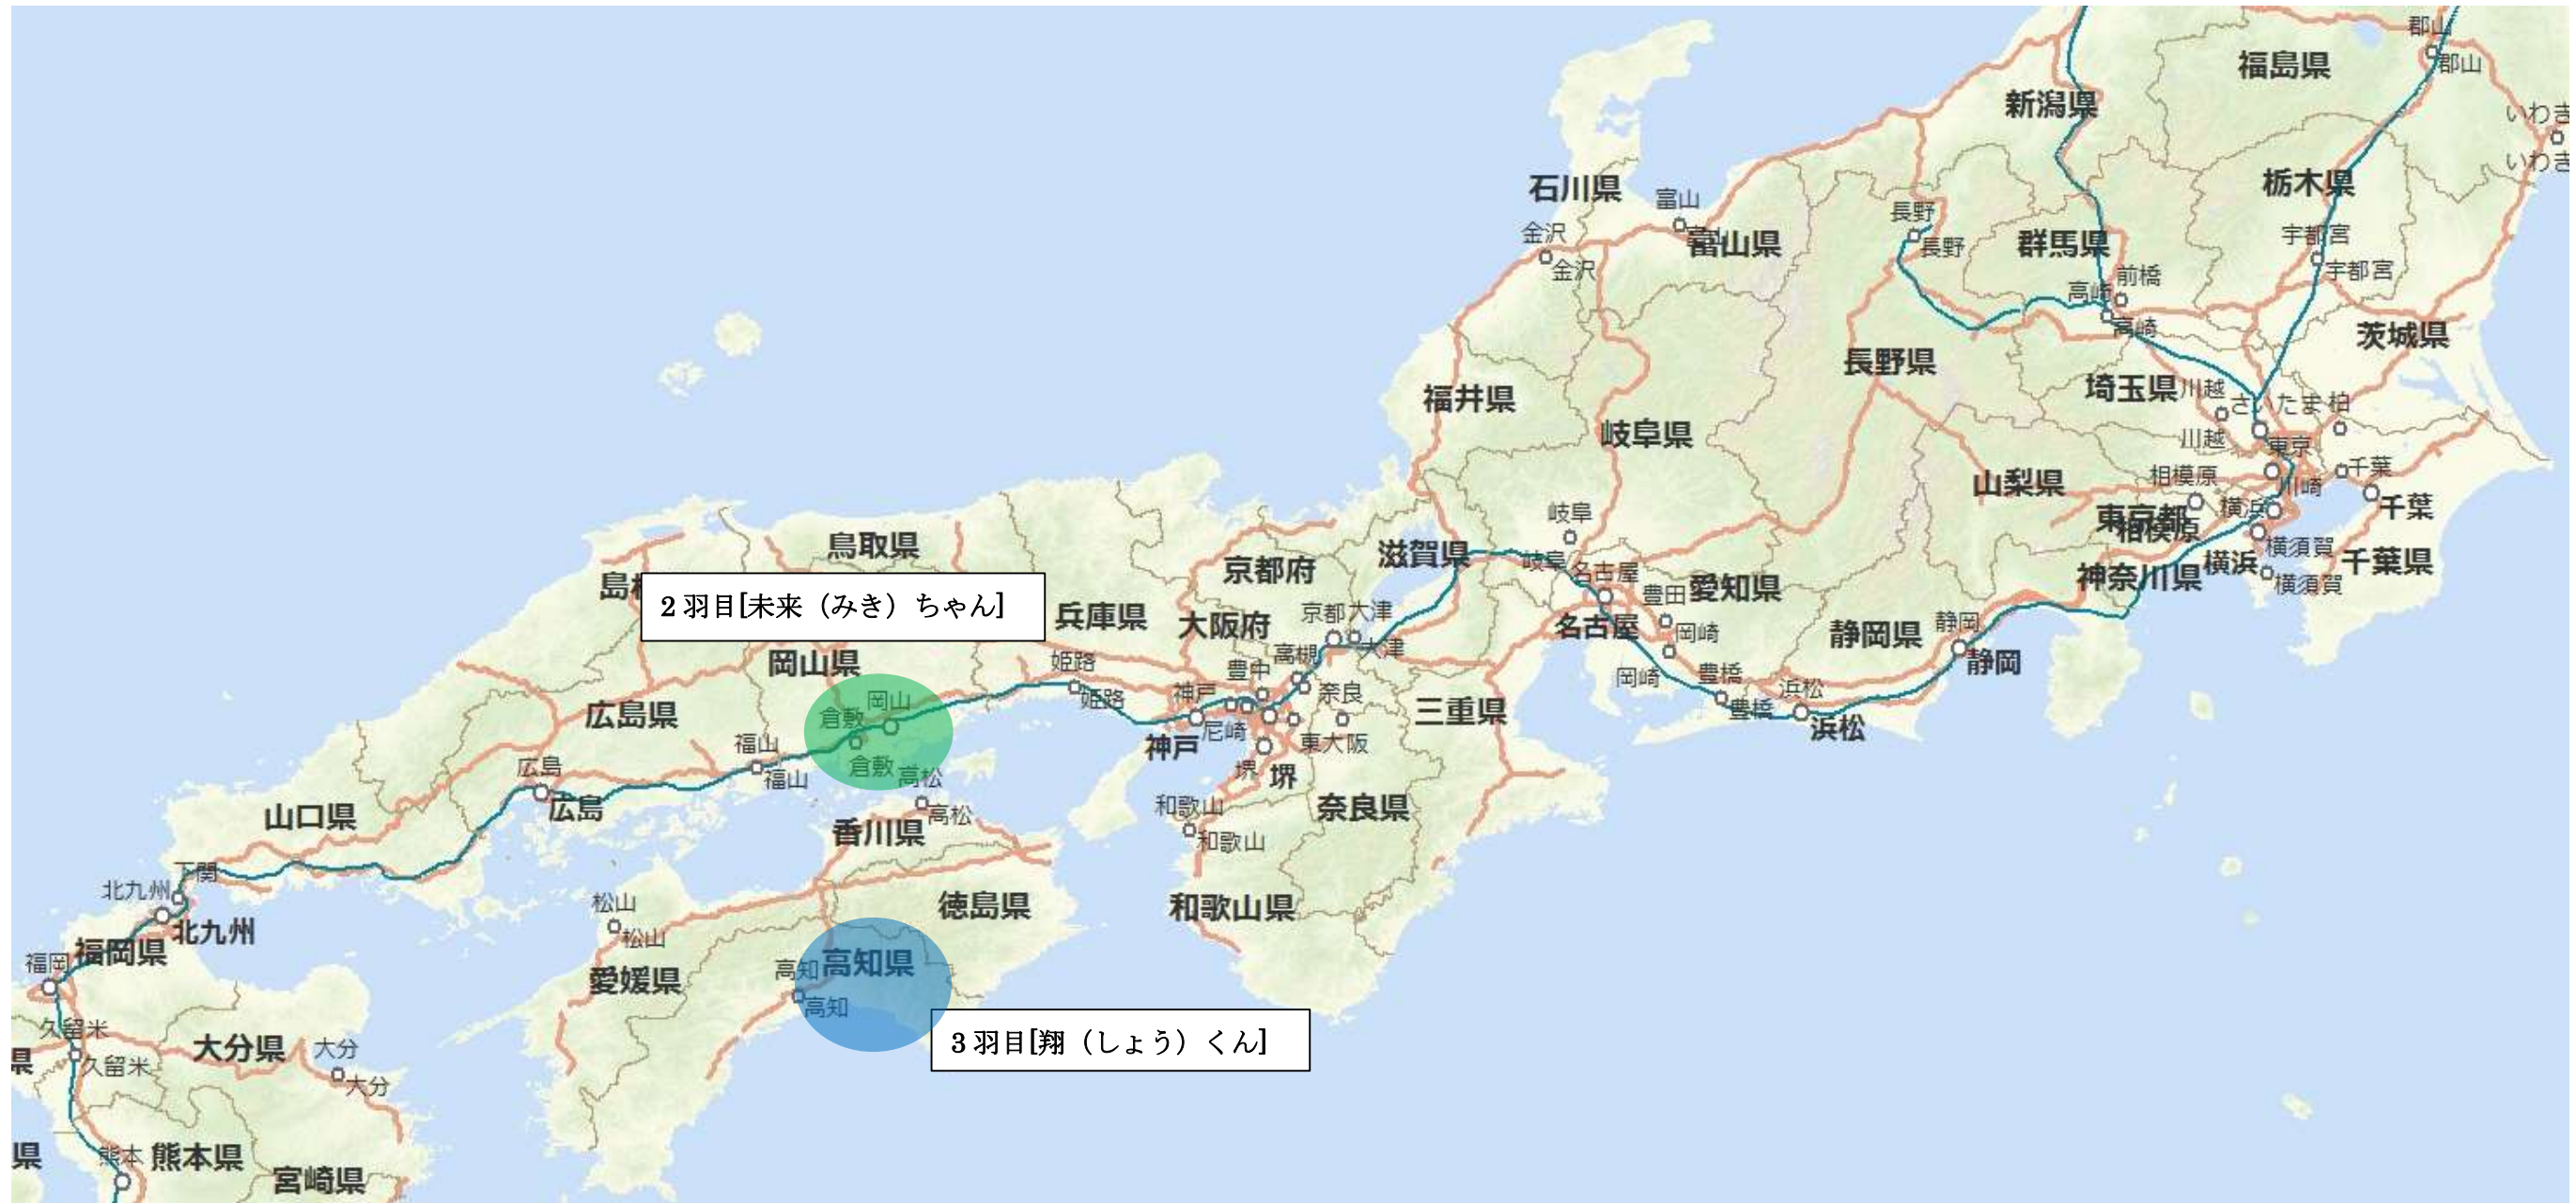 郡山
郡山
福島県
新潟県
いわき
いわき
栃木県
石川県
富山
富山県
金沢
金沢
長野
長野
群馬県
宇都宮
宇都宮
前橋
高崎
高崎
茨城県
長野県
福井県
岐阜県
埼玉県
川越
さいたま
柏
川越
東京
千葉
山梨県
相模原
川崎
横浜
千葉
東京都
相模原
横須賀
横浜
千葉県
神奈川県
横須賀
岐阜
岐阜
滋賀県
名古屋
豊田
愛知県
名古屋
岡崎
岡崎
静岡県
静岡
静岡
豊橋
豊橋
浜松
浜松
鳥取県
京都府
2羽目[未来（みき）ちゃん]
兵庫県
大阪府
京都
大津
大津
高槻
豊中
岡山県
姫路
姫路
神戸
奈良
三重県
岡山
倉敷
倉敷
広島県
福山
福山
神戸
尼崎
東大阪
堺
堺
広島
広島
高松
高松
香川県
和歌山
和歌山
奈良県
山口県
下関
北九州
北九州
福岡県
福岡
松山
松山
徳島県
和歌山県
愛媛県
高知
高知県
高知
3羽目[翔（しょう）くん]
久留米
久留米
県
大分県
大分
大分
県
熊本
熊本県
宮崎県